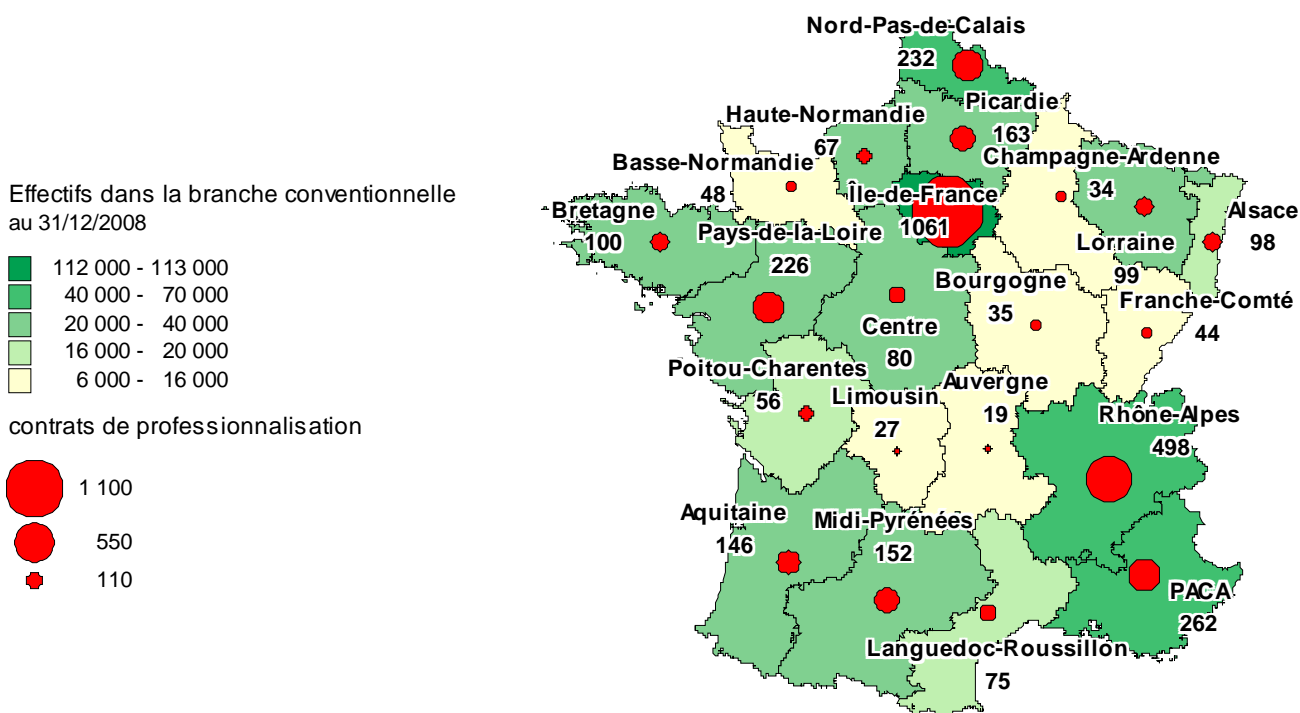 Effectifs dans la branche conventionnelle
au 31/12/2008
112 000 - 113 000
40 000 - 70 000
20 000 - 40 000
16 000 - 20 000
6 000 - 16 000
contrats de professionnalisation
1 100
550
110
Nord-Pas-de-Calais
232
Picardie
163
Haute-Normandie
67
Basse-Normandie
48
Champagne-Ardenne
34
Île-de-France
1061
Bretagne
100
Pays-de-la-Loire
226
Lorraine
99
Alsace
98
Bourgogne
35
Franche-Comté
44
Centre
80
Poitou-Charentes
56
Limousin
27
Auvergne
19
Rhône-Alpes
498
Aquitaine
146
Midi-Pyrénées
152
PACA
262
Languedoc-Roussillon
75